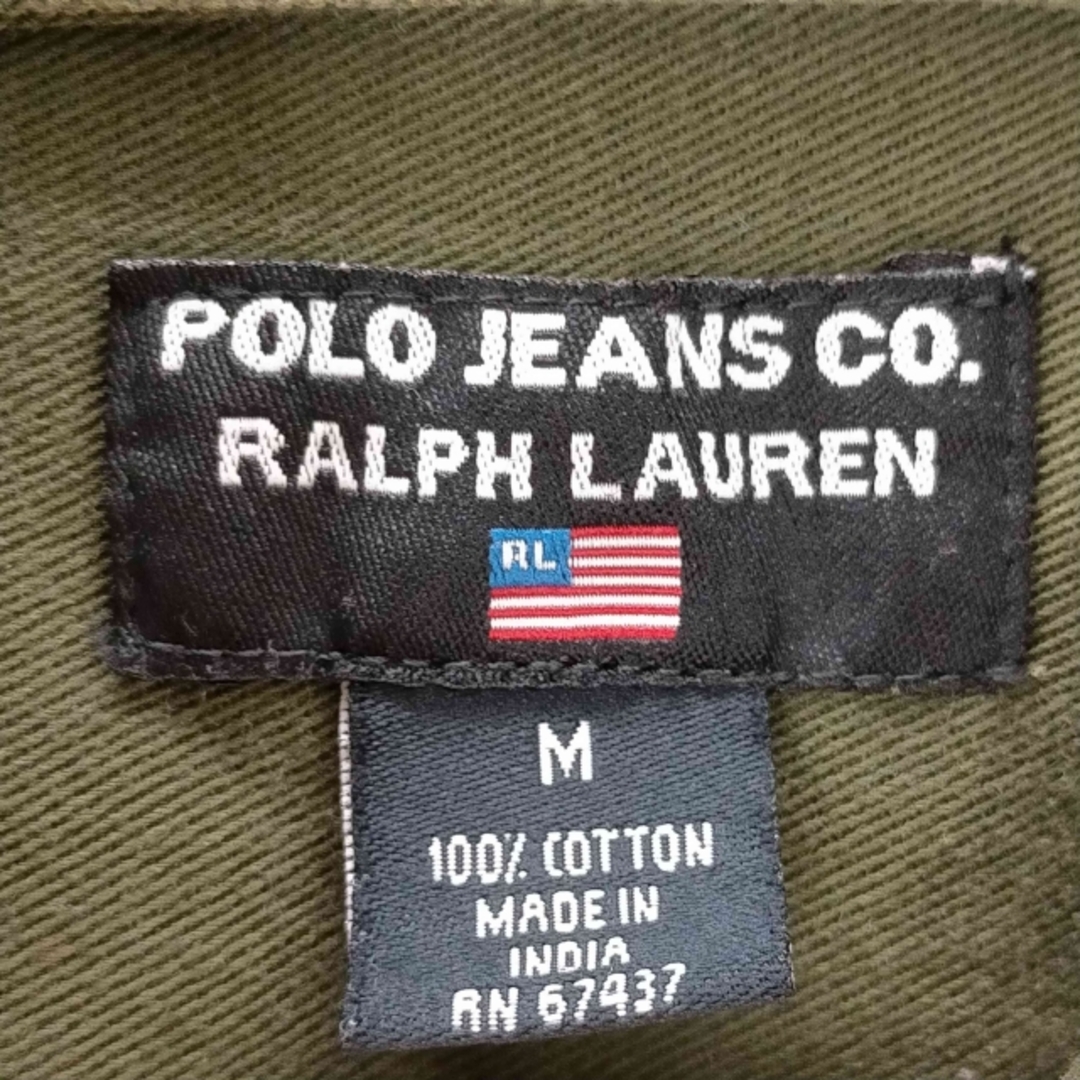 POLO JEANS CO.
RALPH LAUREN
RL
M
100% COTTON
MADE IN
INDIA
RN 67437